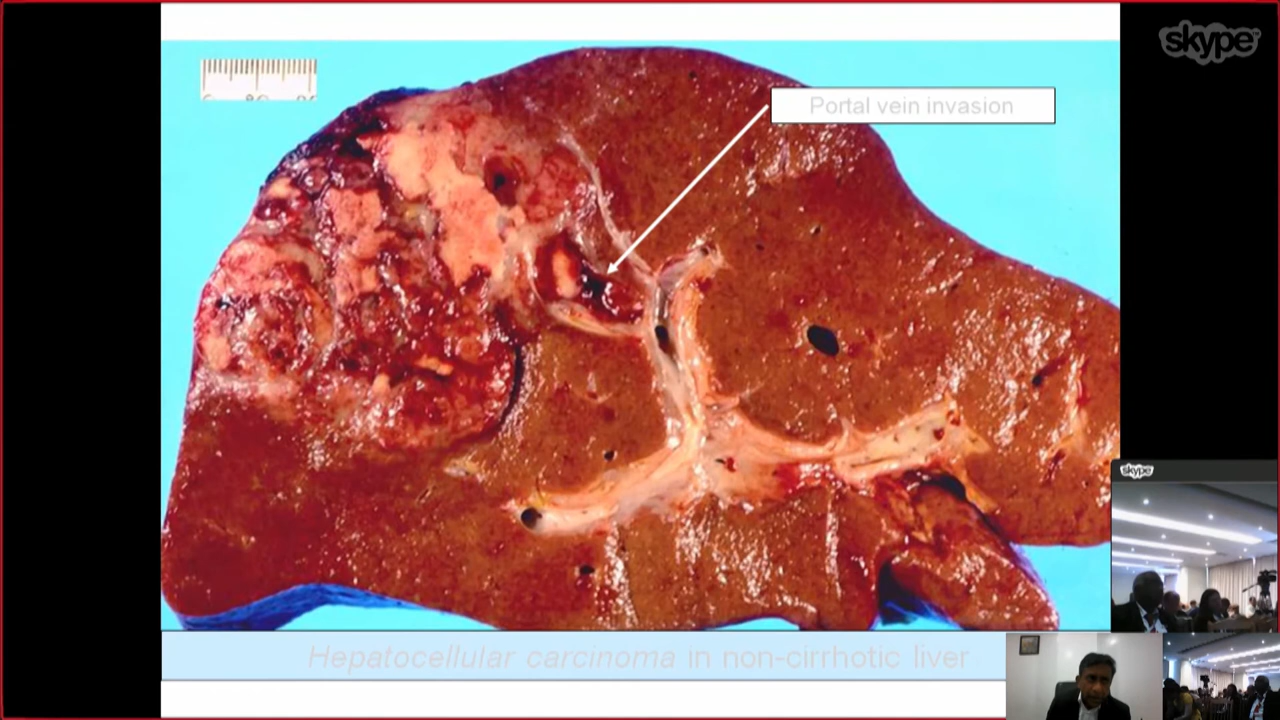 skype
Portal vein invasion
skype
Hepatocellular carcinoma in non-cirrhotic liver